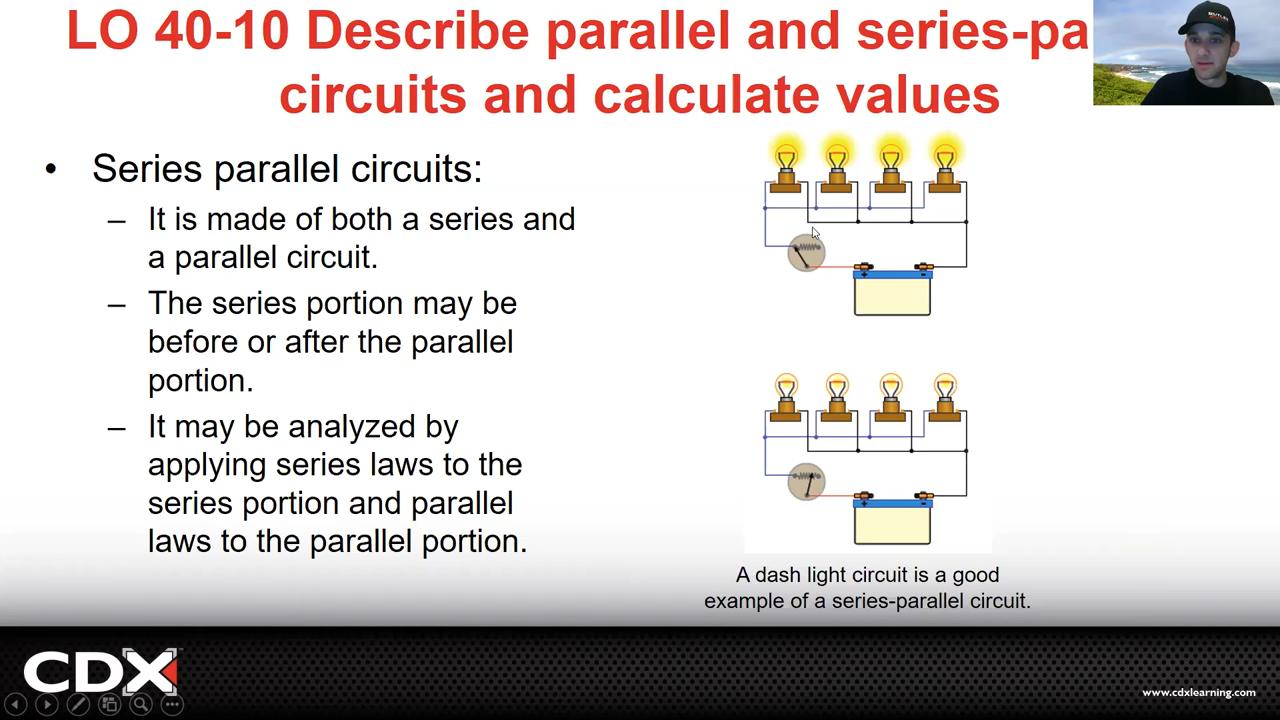 LO 40-10 Describe parallel and series-pa
circuits and calculate values
• Series parallel circuits:
– It is made of both a series and
a parallel circuit.
– The series portion may be
before or after the parallel
portion.
– It may be analyzed by
applying series laws to the
series portion and parallel
laws to the parallel portion.
+ -
+ -
A dash light circuit is a good
example of a series-parallel circuit.
CDX
www.cdxlearning.com